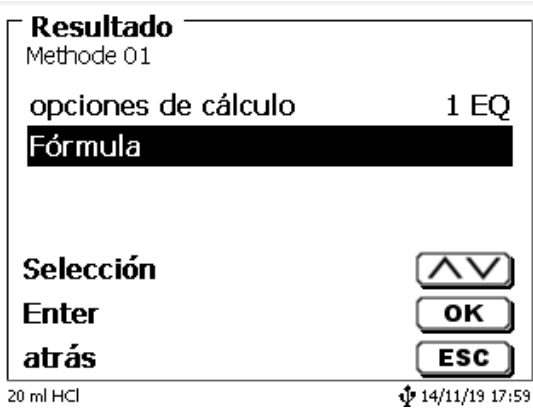 Resultado
Methode 01
opciones de cálculo 1 EQ
Fórmula
Selección
Enter OK
atrás ESC
20 ml HCl 14/11/19 17:59